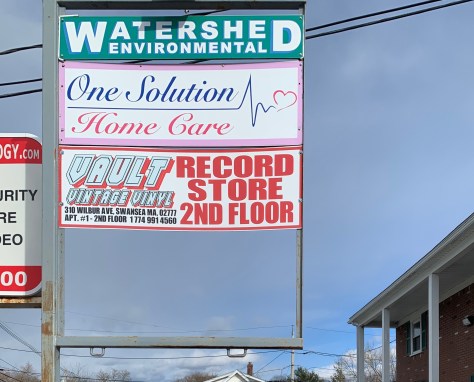 WATERSHED
ENVIRONMENTAL
One Solution
Home Care
VAULT
VINTAGE VINYL
310 WILBUR AVE, SWANSEA MA. 02777
APT. #1 - 2ND FLOOR 1 774 991 4560
RECORD
STORE
2ND FLOOR
OGY.com
URITY
RE
DEO
00